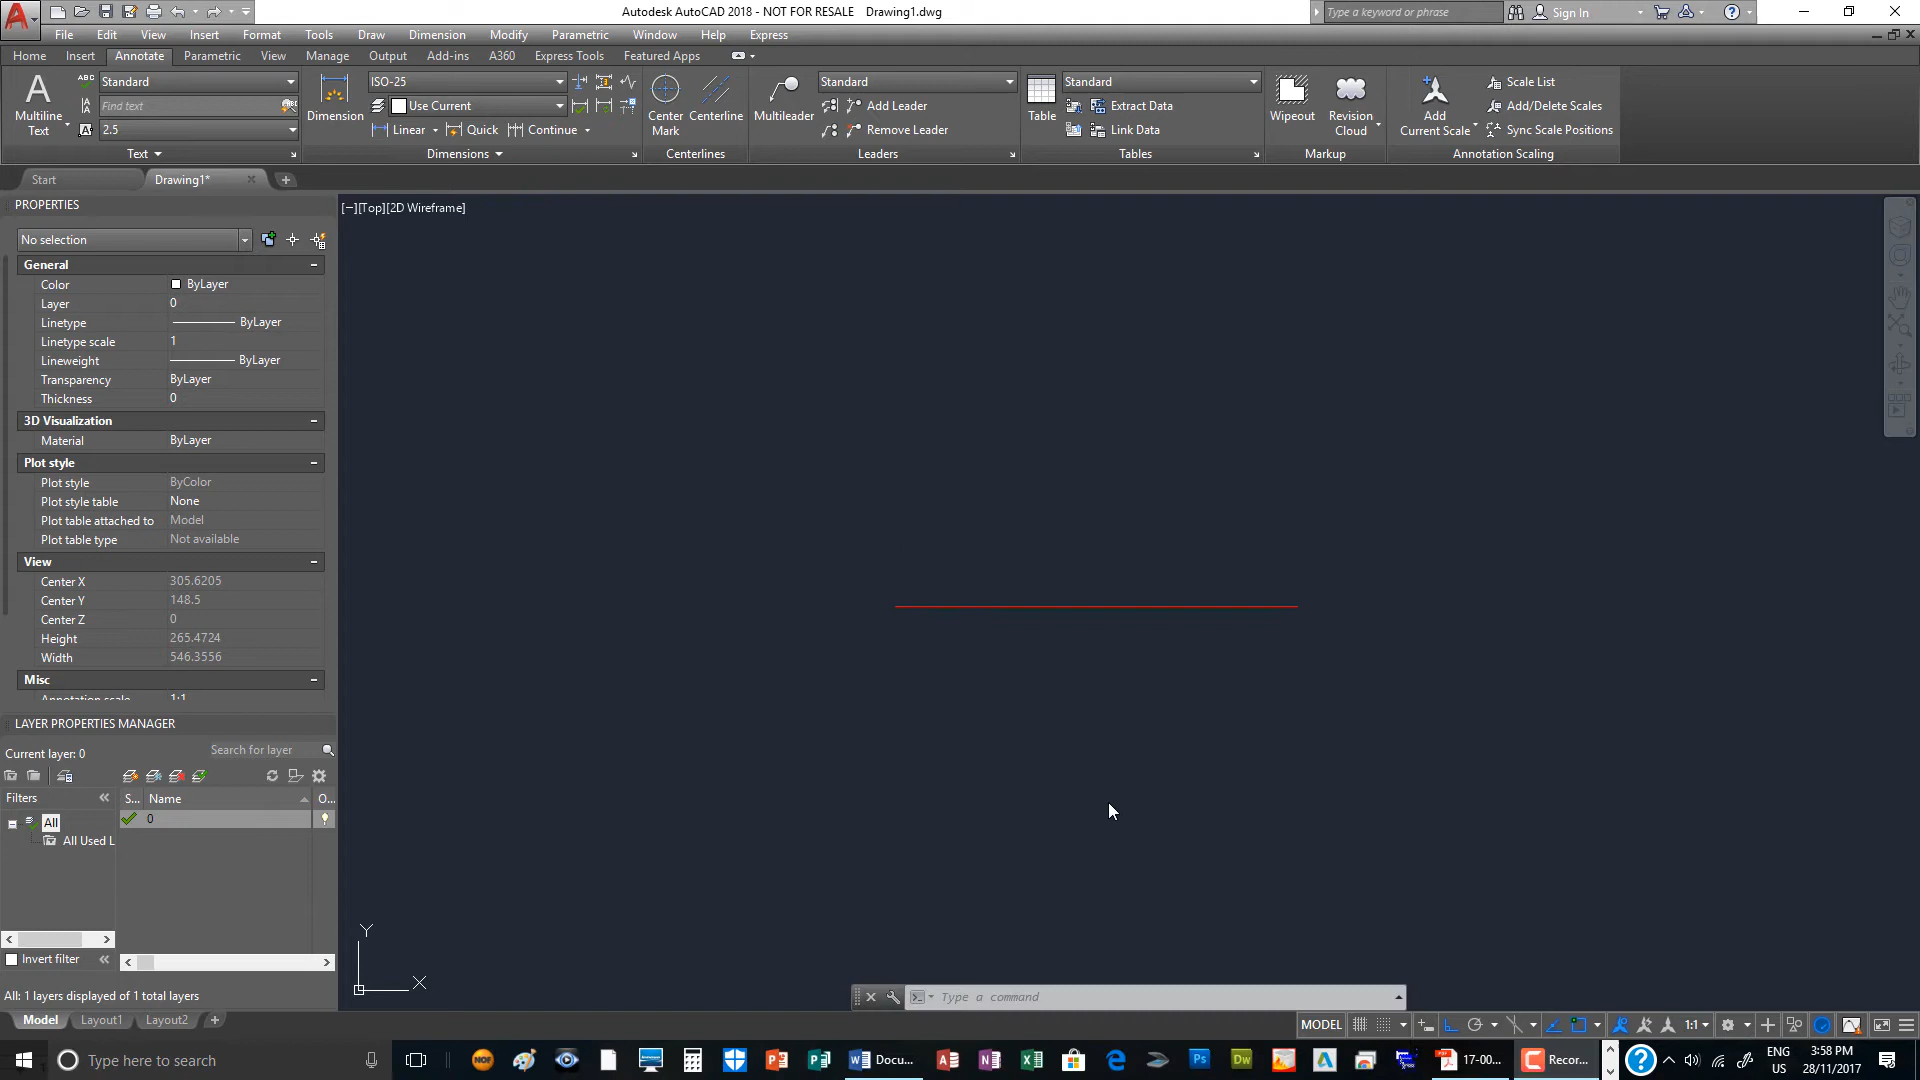 Autodesk AutoCAD 2018 - NOT FOR RESALE Drawing1.dwg
Type a keyword or phrase
Sign In
File Edit View Insert Format Tools Draw Dimension Modify Parametric Window Help Express
Home Insert Annotate Parametric View Manage Output Add-ins A360 Express Tools Featured Apps
Multiline Text
ABC
Standard
Find text
2.5
Text
Dimension
ISO-25
Use Current
Linear Quick Continue
Dimensions
Center Mark
Centerline
Centerlines
Multileader
Standard
Add Leader
Remove Leader
Leaders
Table
Standard
Extract Data
Link Data
Tables
Wipeout
Revision Cloud
Markup
Add Current Scale
Scale List
Add/Delete Scales
Sync Scale Positions
Annotation Scaling
Start Drawing1*
PROPERTIES
[−][Top][2D Wireframe]
No selection
General
Color ByLayer
Layer 0
Linetype ByLayer
Linetype scale 1
Lineweight ByLayer
Transparency ByLayer
Thickness 0
3D Visualization
Material ByLayer
Plot style
Plot style ByColor
Plot style table None
Plot table attached to Model
Plot table type Not available
View
Center X 305.6205
Center Y 148.5
Center Z 0
Height 265.4724
Width 546.3556
Misc
Annotation scale 1:1
LAYER PROPERTIES MANAGER
Current layer: 0
Search for layer
Filters
S... Name O...
All
0
All Used L
Y
X
Invert filter
All: 1 layers displayed of 1 total layers
Type a command
Model Layout1 Layout2
MODEL
1:1
Type here to search
Docu...
17-00...
Recor...
ENG
US
3:58 PM
28/11/2017